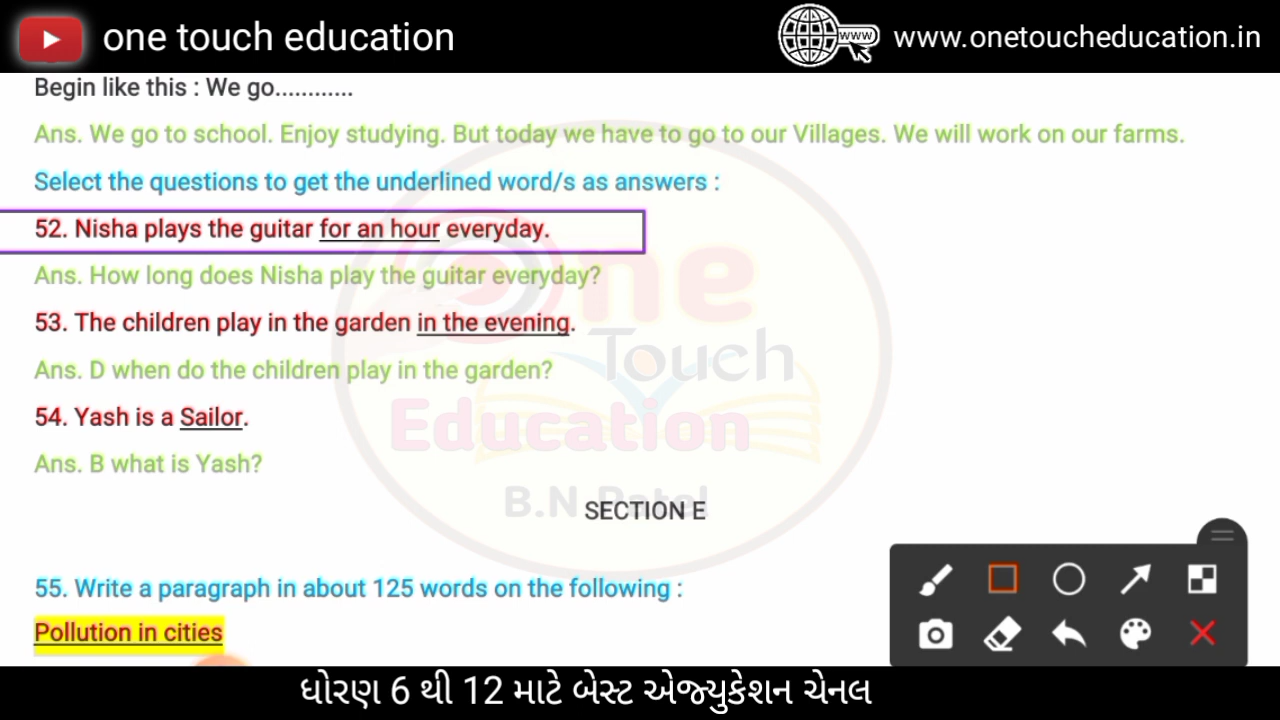 one touch education
www
www.onetoucheducation.in
Begin like this : We go............
Ans. We go to school. Enjoy studying. But today we have to go to our Villages. We will work on our farms.
Select the questions to get the underlined word/s as answers :
52. Nisha plays the guitar for an hour everyday.
Ans. How long does Nisha play the guitar everyday?
53. The children play in the garden in the evening.
Ans. D when do the children play in the garden?
54. Yash is a Sailor.
Ans. B what is Yash?
One
Touch
Education
B.N.Patel
SECTION E
55. Write a paragraph in about 125 words on the following :
Pollution in cities
ધોરણ 6 થી 12 માટે બેસ્ટ એજ્યુકેશન ચેનલ